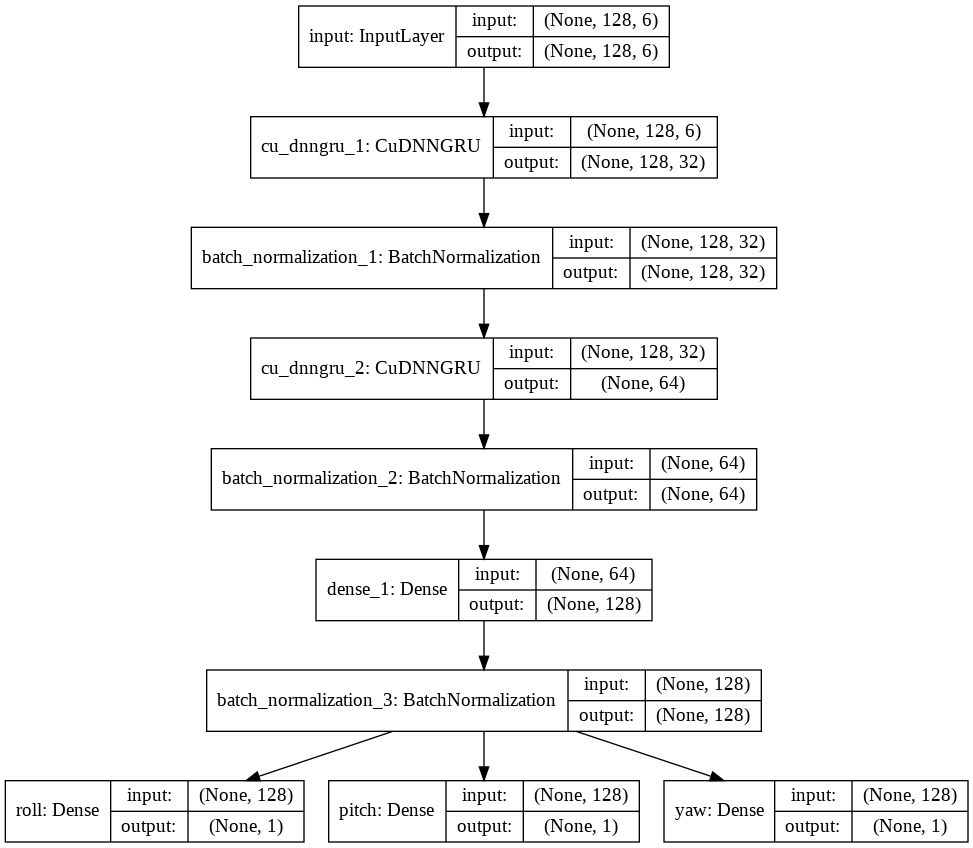 input: InputLayer
input: (None, 128, 6)
output: (None, 128, 6)
cu_dnngru_1: CuDNNGRU
input: (None, 128, 6)
output: (None, 128, 32)
batch_normalization_1: BatchNormalization
input: (None, 128, 32)
output: (None, 128, 32)
cu_dnngru_2: CuDNNGRU
input: (None, 128, 32)
output: (None, 64)
batch_normalization_2: BatchNormalization
input: (None, 64)
output: (None, 64)
dense_1: Dense
input: (None, 64)
output: (None, 128)
batch_normalization_3: BatchNormalization
input: (None, 128)
output: (None, 128)
roll: Dense
input: (None, 128)
output: (None, 1)
pitch: Dense
input: (None, 128)
output: (None, 1)
yaw: Dense
input: (None, 128)
output: (None, 1)